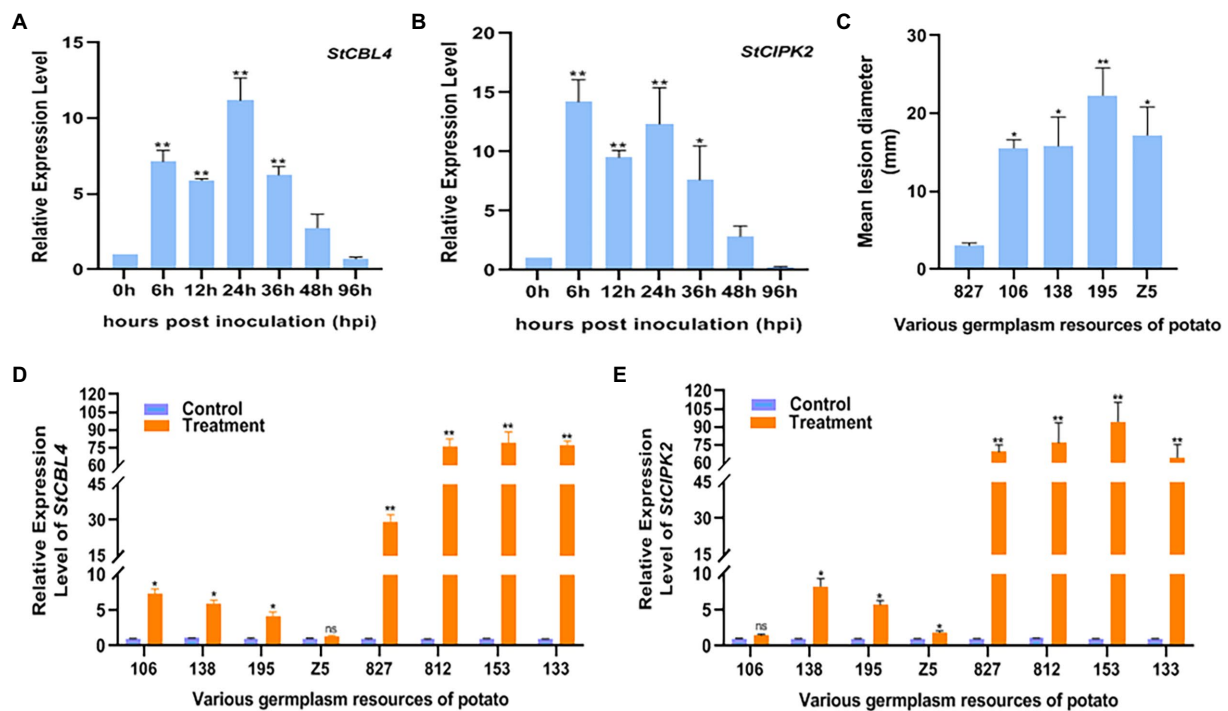 A
Relative Expression Level
15
10
5
0
StCBL4
**
**
**
**
0h 6h 12h 24h 36h 48h 96h
hours post inoculation (hpi)
B
Relative Expression Level
20
15
10
5
0
StCIPK2
**
**
**
*
0h 6h 12h 24h 36h 48h 96h
hours post inoculation (hpi)
C
Mean lesion diameter
(mm)
30
20
10
0
*
*
**
*
827 106 138 195 Z5
Various germplasm resources of potato
D
Relative Expression
Level of StCBL4
120
105
90
75
60
45
30
15
10
5
0
Control
Treatment
*
*
*
ns
**
**
**
**
106 138 195 Z5 827 812 153 133
Various germplasm resources of potato
E
Relative Expression
Level of StCIPK2
120
105
90
75
60
45
30
15
10
5
0
Control
Treatment
ns
*
*
*
**
**
**
**
106 138 195 Z5 827 812 153 133
Various germplasm resources of potato